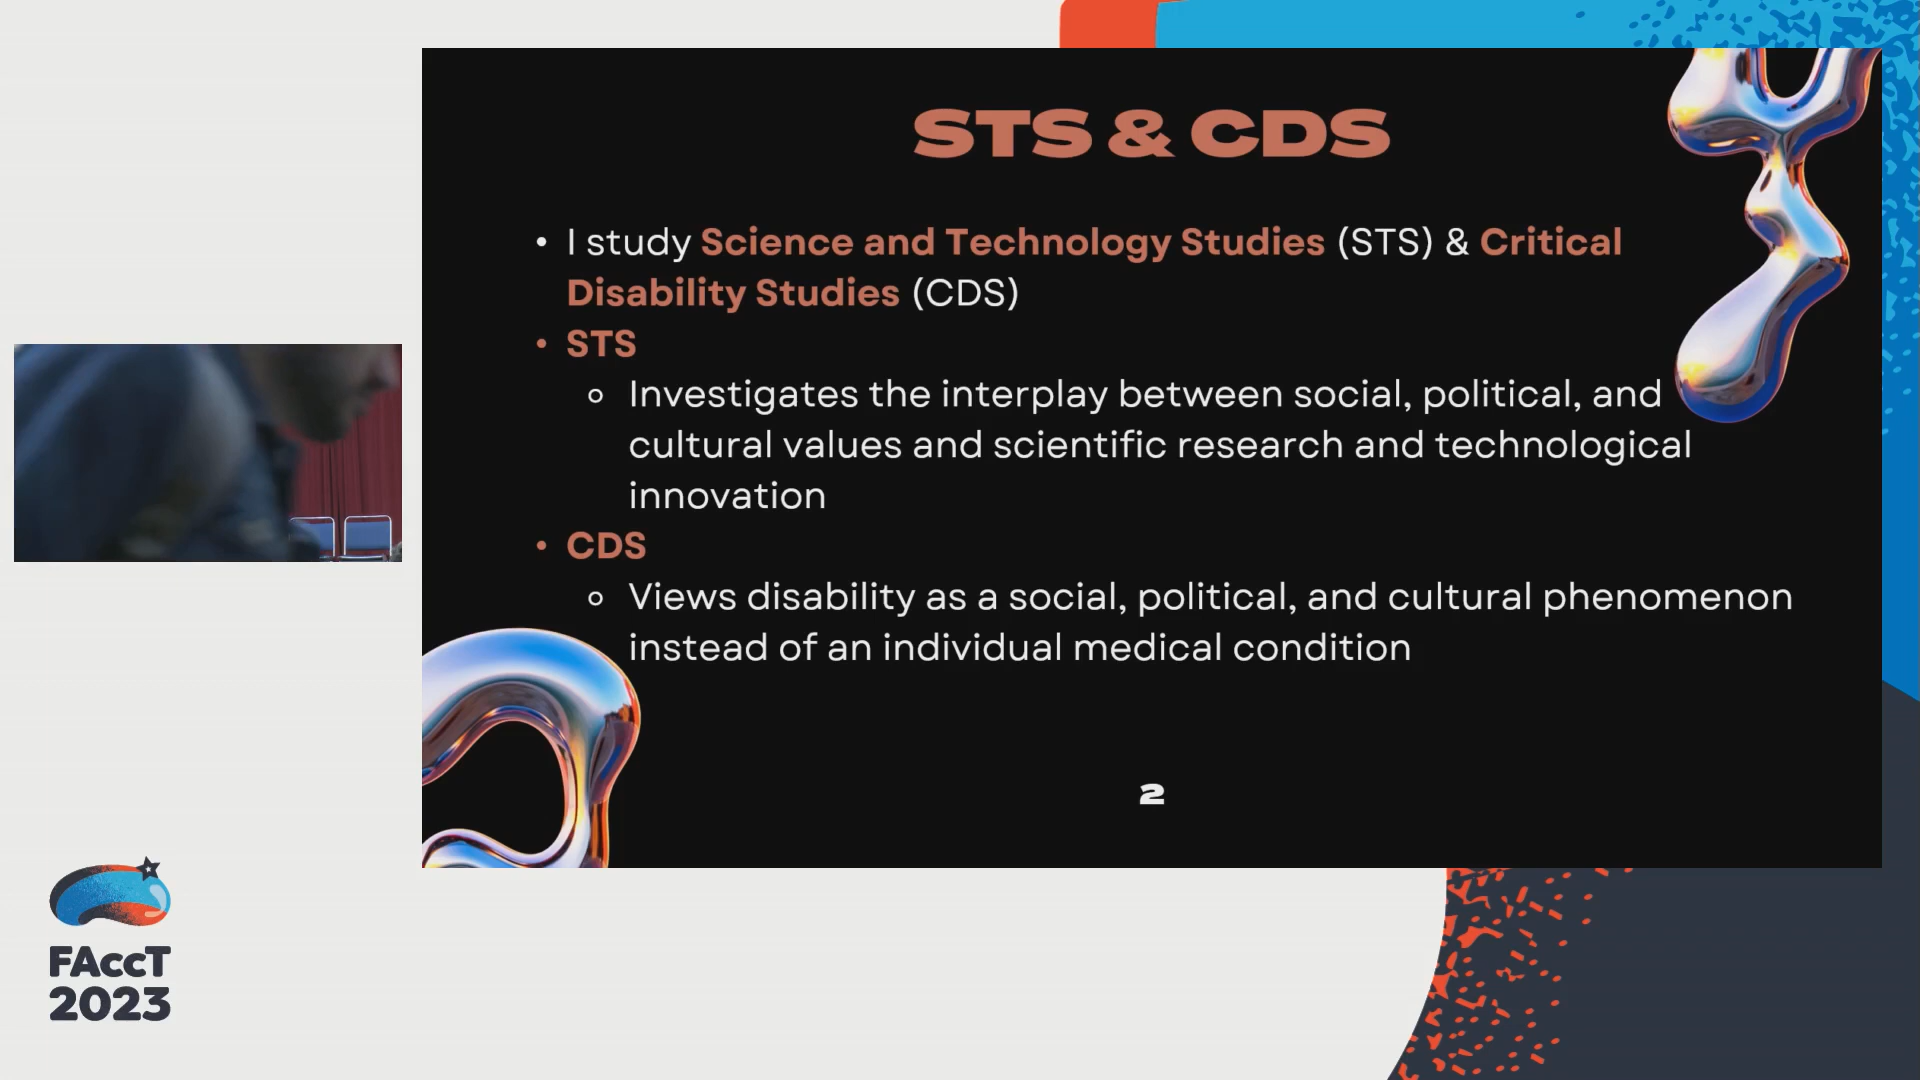 STS & CDS
• I study Science and Technology Studies (STS) & Critical
Disability Studies (CDS)
• STS
Investigates the interplay between social, political, and
cultural values and scientific research and technological
innovation
• CDS
Views disability as a social, political, and cultural phenomenon
instead of an individual medical condition
2
FAccT
2023